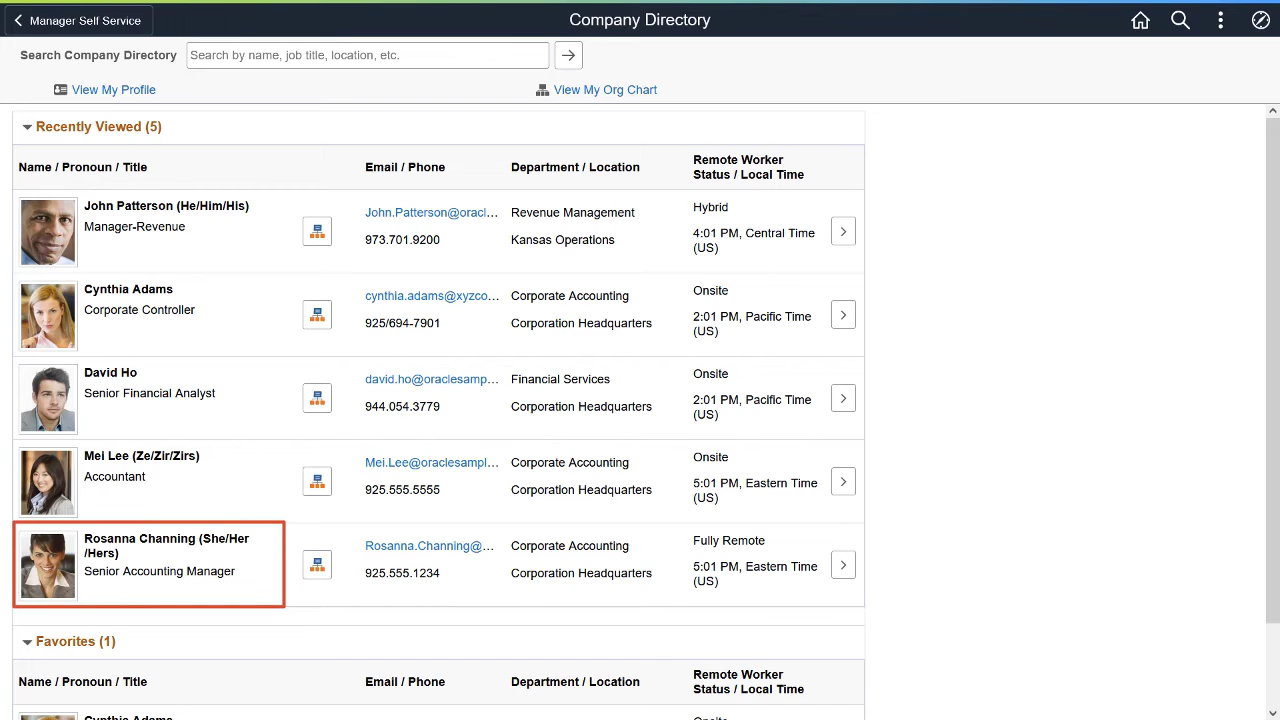 Manager Self Service
Company Directory
Search Company Directory
Search by name, job title, location, etc.
View My Profile
View My Org Chart
Recently Viewed (5)
Name / Pronoun / Title
Email / Phone
Department / Location
Remote Worker
Status / Local Time
John Patterson (He/Him/His)
Manager-Revenue
John.Patterson@oracl...
973.701.9200
Revenue Management
Kansas Operations
Hybrid
4:01 PM, Central Time
(US)
Cynthia Adams
Corporate Controller
cynthia.adams@xyzco...
925/694-7901
Corporate Accounting
Corporation Headquarters
Onsite
2:01 PM, Pacific Time
(US)
David Ho
Senior Financial Analyst
david.ho@oraclesamp...
944.054.3779
Financial Services
Corporation Headquarters
Onsite
2:01 PM, Pacific Time
(US)
Mei Lee (Ze/Zir/Zirs)
Accountant
Mei.Lee@oraclesampl...
925.555.5555
Corporate Accounting
Corporation Headquarters
Onsite
5:01 PM, Eastern Time
(US)
Rosanna Channing (She/Her
/Hers)
Senior Accounting Manager
Rosanna.Channing@...
925.555.1234
Corporate Accounting
Corporation Headquarters
Fully Remote
5:01 PM, Eastern Time
(US)
Favorites (1)
Name / Pronoun / Title
Email / Phone
Department / Location
Remote Worker
Status / Local Time
Cynthia Adams
Onsite